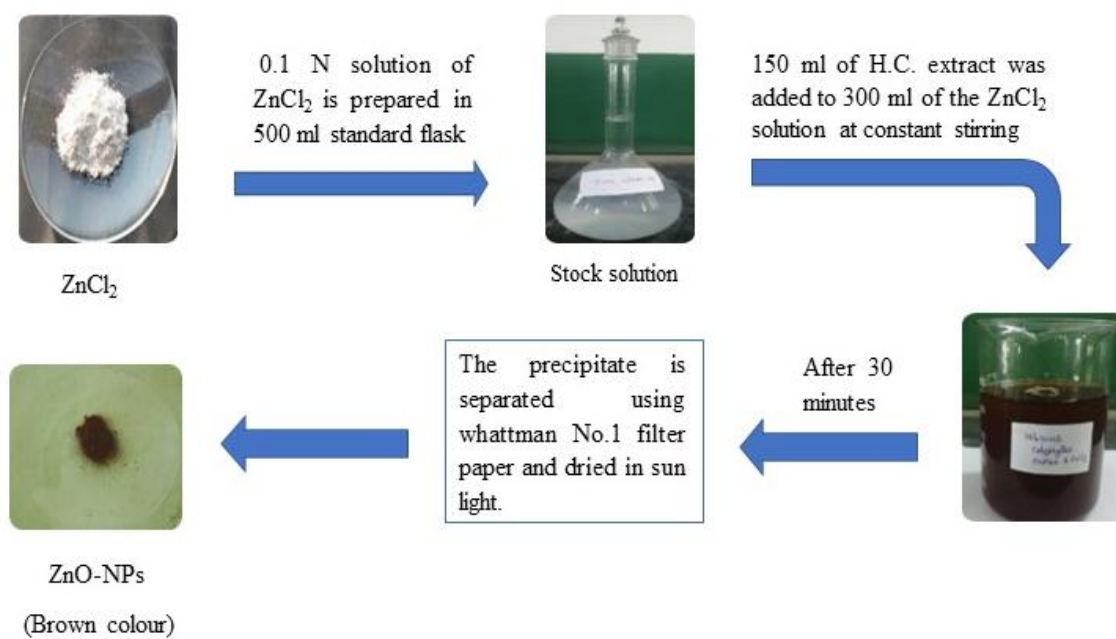 0.1 N solution of
ZnCl₂ is prepared in
500 ml standard flask
150 ml of H.C. extract was
added to 300 ml of the ZnCl₂
solution at constant stirring
ZnCl₂
Stock solution
After 30
minutes
The precipitate is
separated using
whattman No.1 filter
paper and dried in sun
light.
ZnO-NPs
(Brown colour)